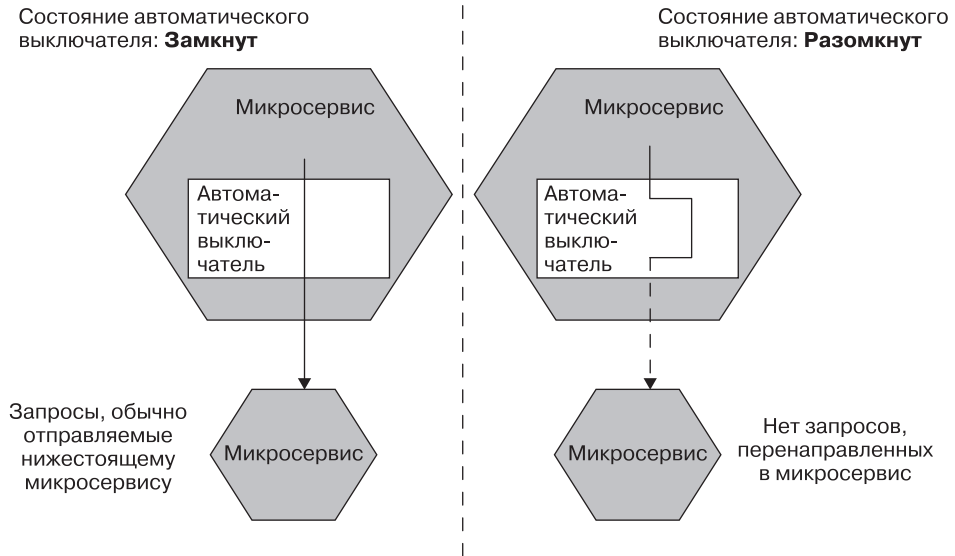 Состояние автоматического
выключателя: Замкнут
Микросервис
Автома-
тический
выклю-
чатель
Запросы, обычно
отправляемые
нижестоящему
микросервису
Микросервис
Состояние автоматического
выключателя: Разомкнут
Микросервис
Автома-
тический
выклю-
чатель
Микросервис
Нет запросов,
перенаправленных
в микросервис